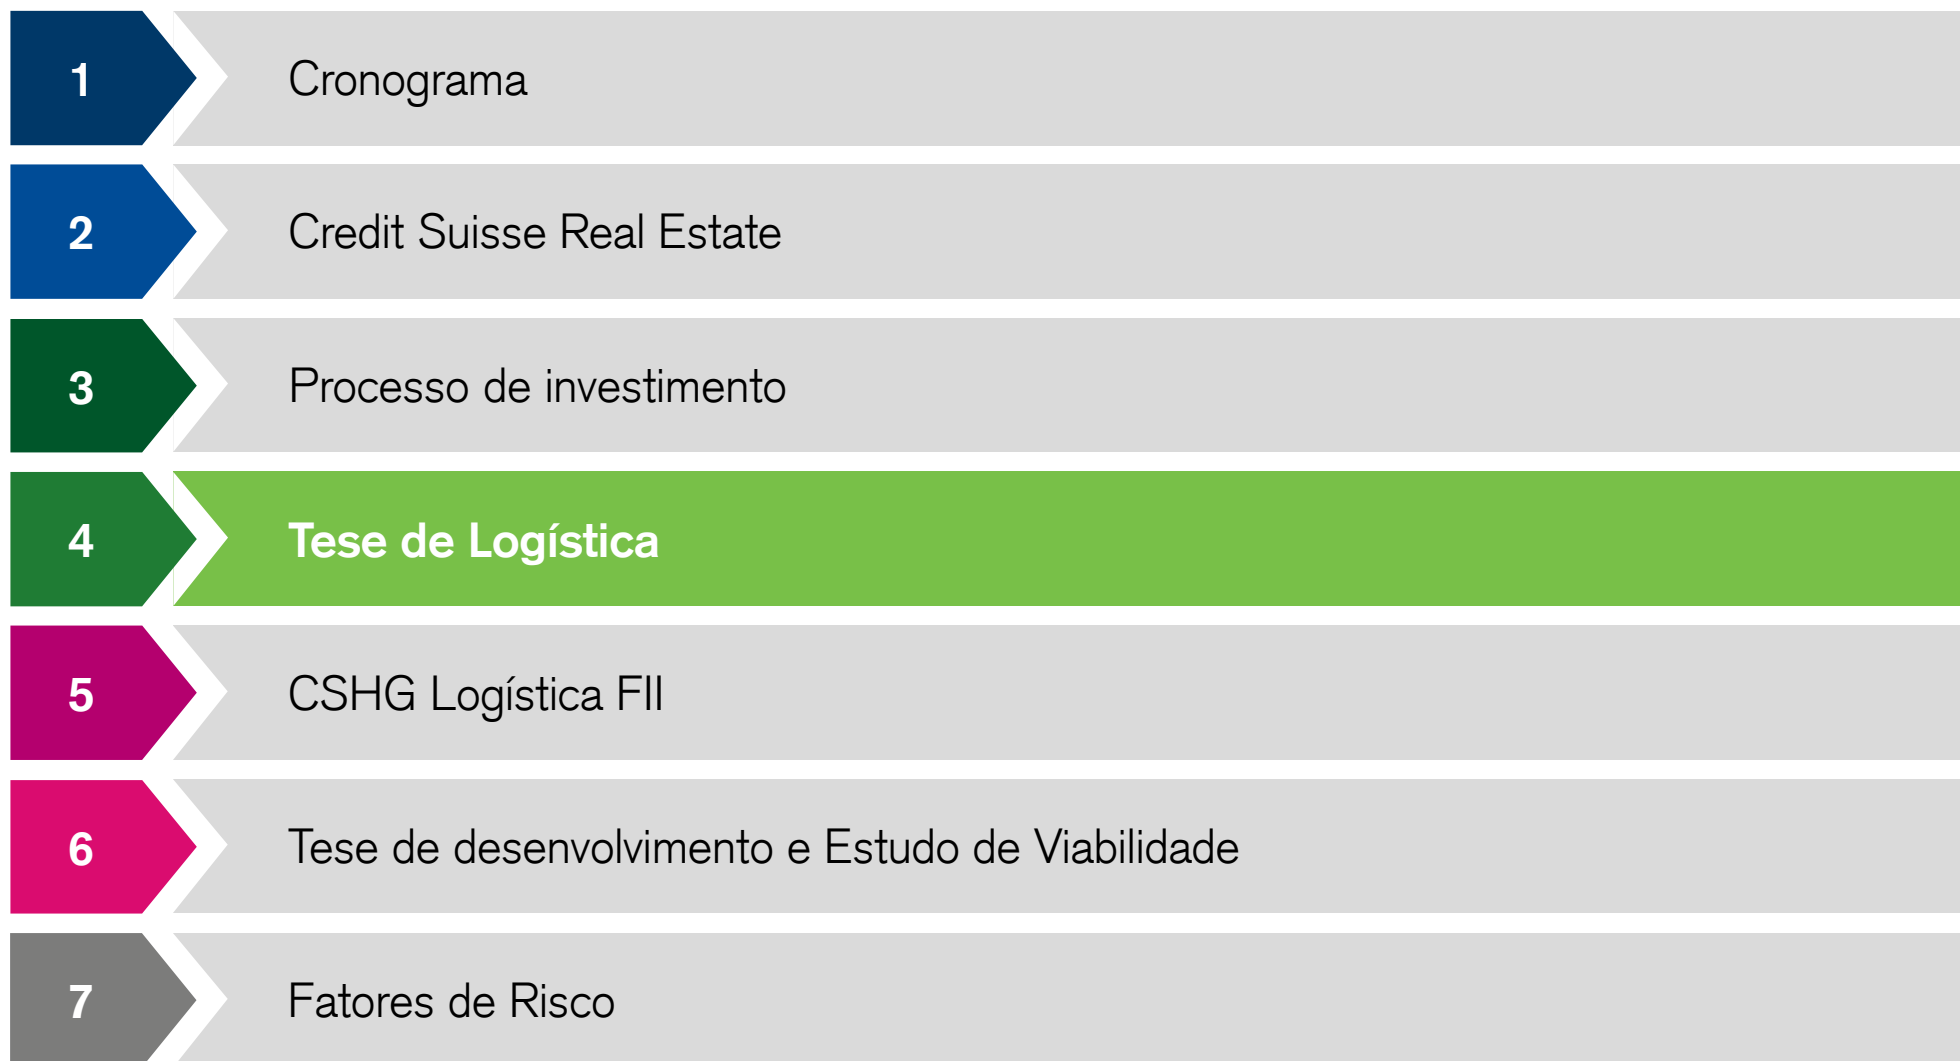 1 Cronograma
2 Credit Suisse Real Estate
3 Processo de investimento
4 Tese de Logística
5 CSHG Logística FII
6 Tese de desenvolvimento e Estudo de Viabilidade
7 Fatores de Risco